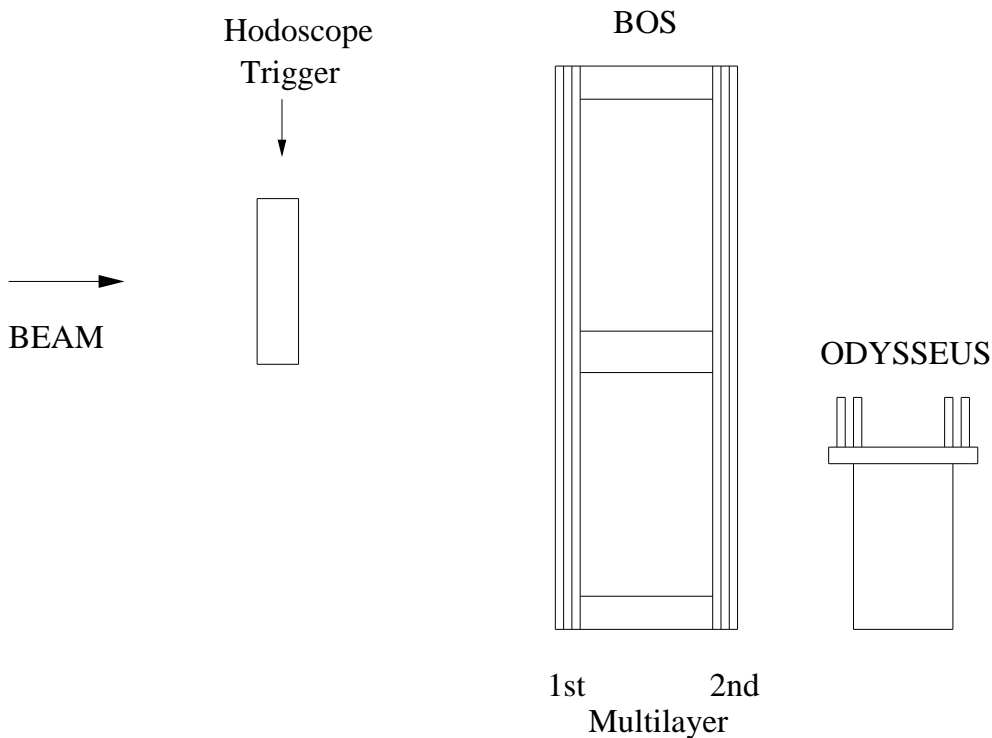 Hodoscope
Trigger
BOS
BEAM
ODYSSEUS
1st 2nd
Multilayer